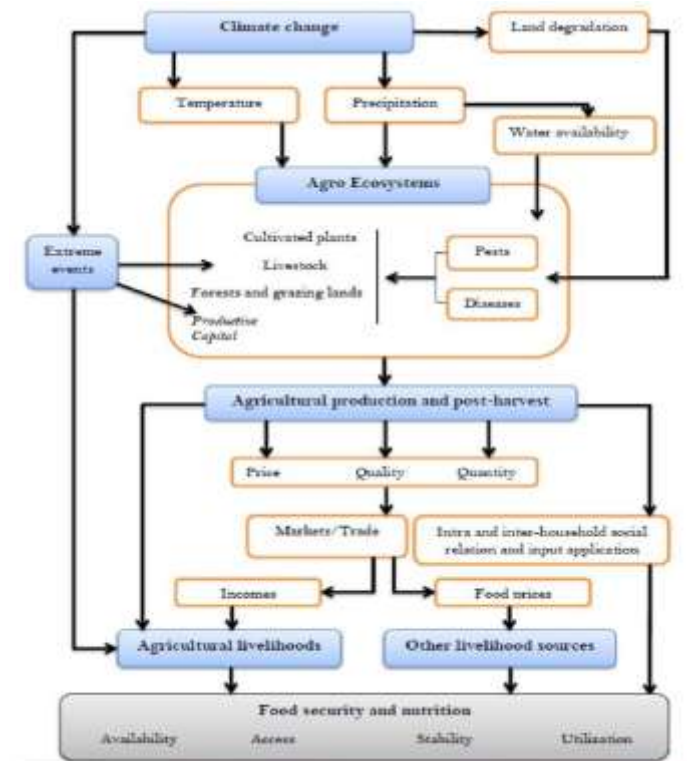 Climate change
Land degradation
Temperature
Precipitation
Water availability
Agro Ecosystems
Extreme
events
Cultivated plants
Livestock
Forests and grazing lands
Productive
Capital
Pests
Diseases
Agricultural production and post-harvest
Price Quality Quantity
Markets/Trade
Intra and inter-household social
relation and input application
Incomes
Food prices
Agricultural livelihoods
Other livelihood sources
Food security and nutrition
Availability Access Stability Utilization